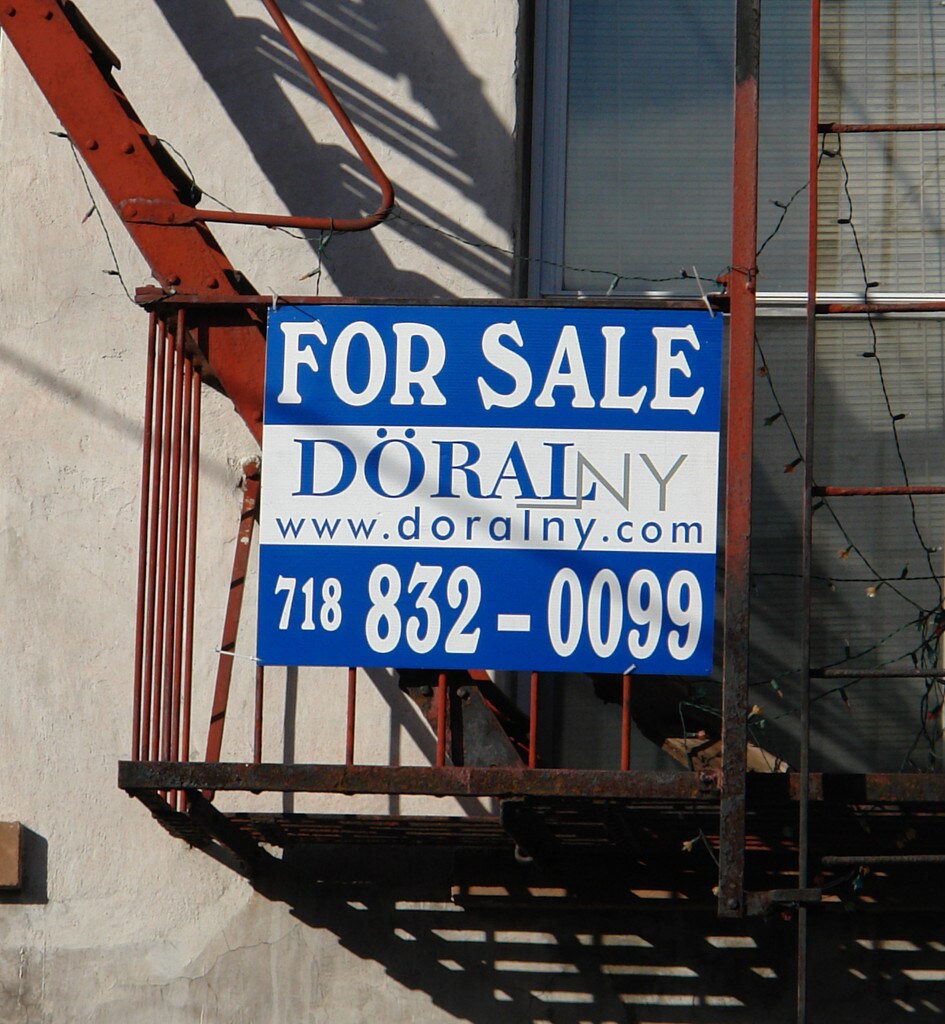 FOR SALE
DÖRALNY
www.doralny.com
718 832-0099